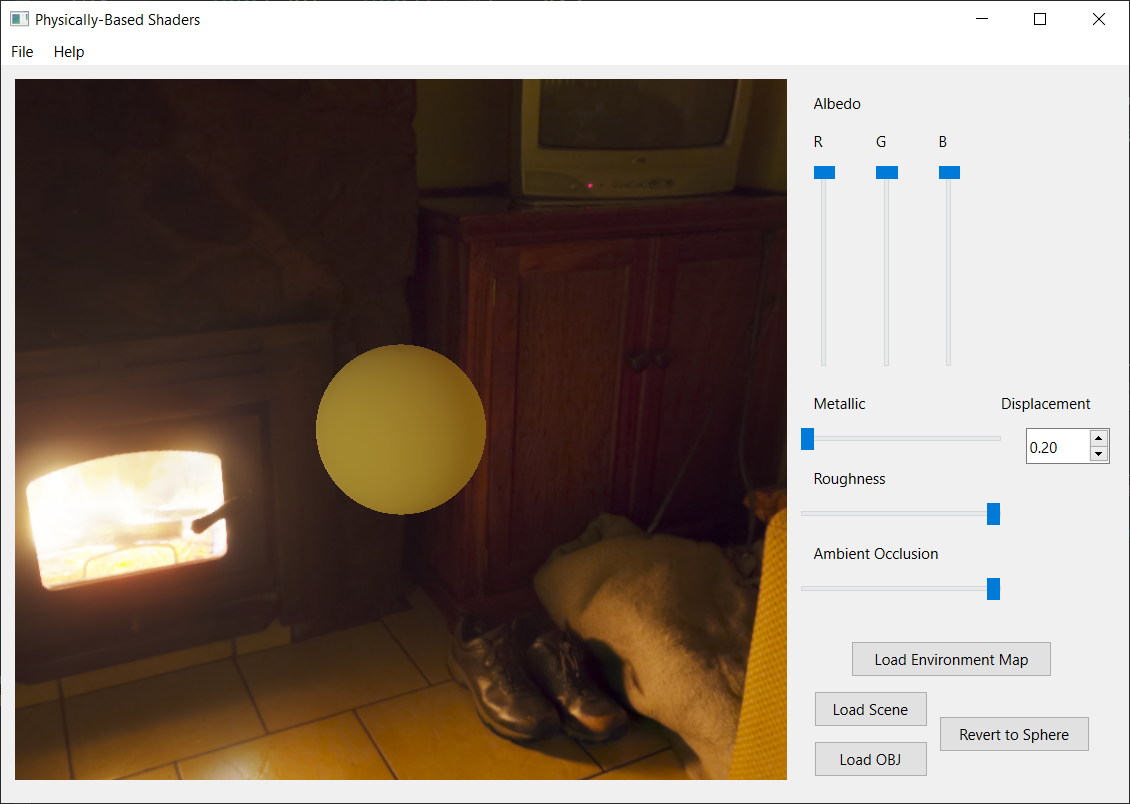 Physically-Based Shaders
File Help
Albedo
R G B
Metallic Displacement
0.20
Roughness
Ambient Occlusion
Load Environment Map
Load Scene
Revert to Sphere
Load OBJ